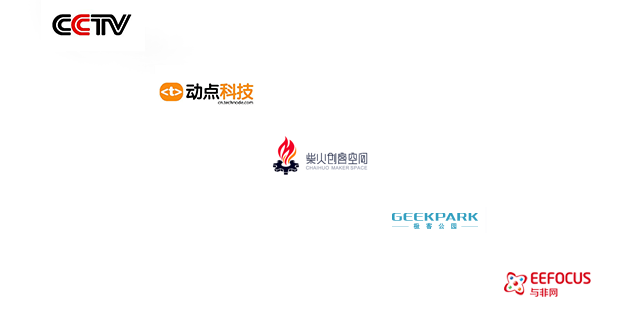 CCTV
动点科技
cn.technode.com
柴火创客空间
CHAIHUO MAKER SPACE
GEEKPARK
极客公园
EEFOCUS
与非网